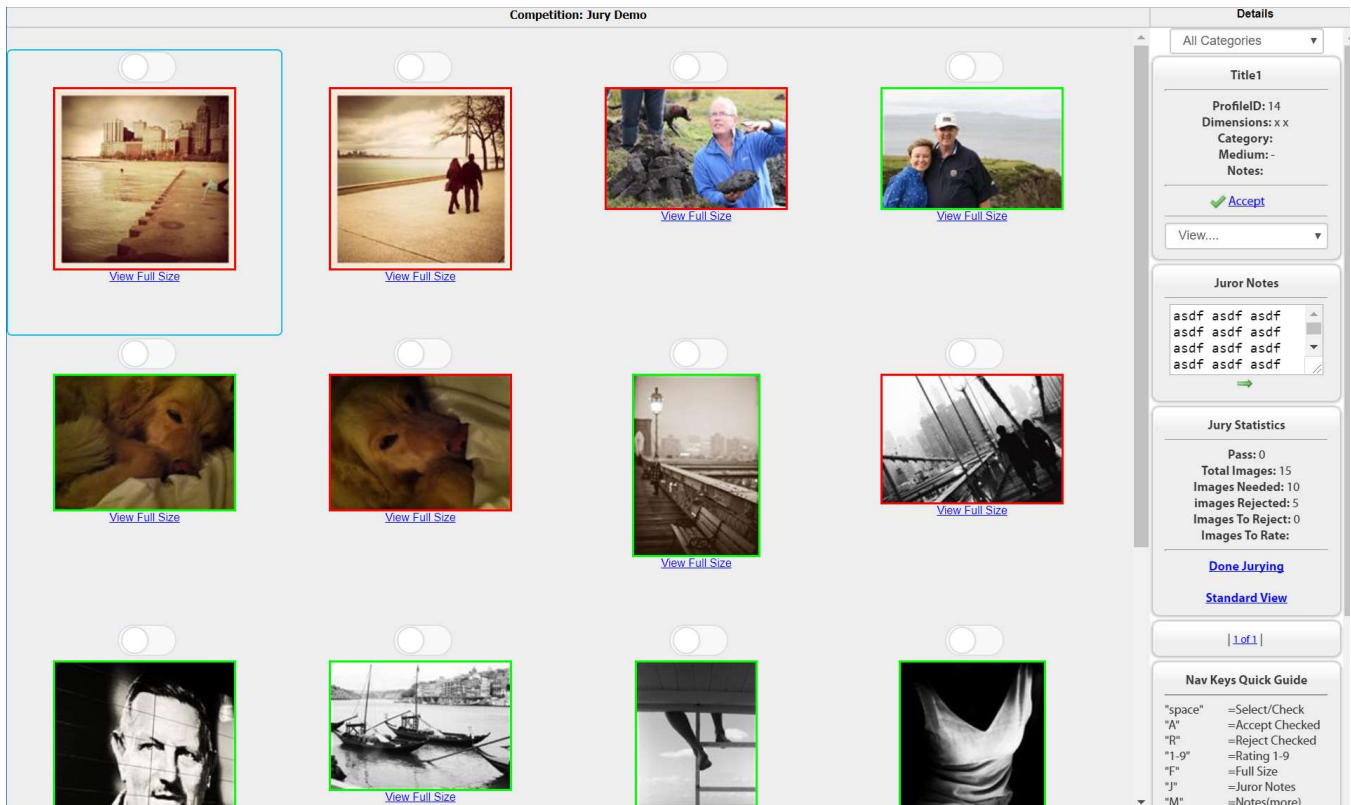 Competition: Jury Demo
Details
All Categories
View Full Size
View Full Size
View Full Size
View Full Size
View Full Size
View Full Size
View Full Size
View Full Size
View Full Size
Title1
ProfileID: 14
Dimensions: x x
Category:
Medium: -
Notes:
Accept
View....
Juror Notes
asdf asdf asdf
asdf asdf asdf
asdf asdf asdf
asdf asdf asdf
Jury Statistics
Pass: 0
Total Images: 15
Images Needed: 10
images Rejected: 5
Images To Reject: 0
Images To Rate:
Done Jurying
Standard View
| 1 of 1 |
Nav Keys Quick Guide
"space" =Select/Check
"A" =Accept Checked
"R" =Reject Checked
"1-9" =Rating 1-9
"F" =Full Size
"J" =Juror Notes
"M" =Notes(more)